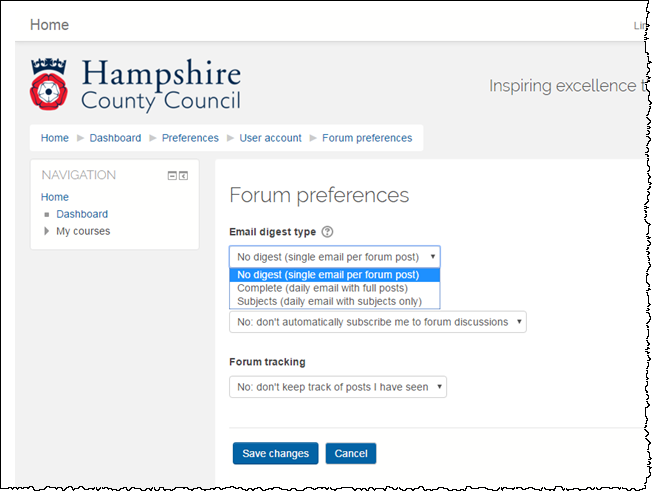 Home
Hampshire
County Council
Inspiring excellence
Home Dashboard Preferences User account Forum preferences
NAVIGATION
Home
Dashboard
My courses
Forum preferences
Email digest type
No digest (single email per forum post)
No digest (single email per forum post)
Complete (daily email with full posts)
Subjects (daily email with subjects only)
No: don't automatically subscribe me to forum discussions
Forum tracking
No: don't keep track of posts I have seen
Save changes
Cancel